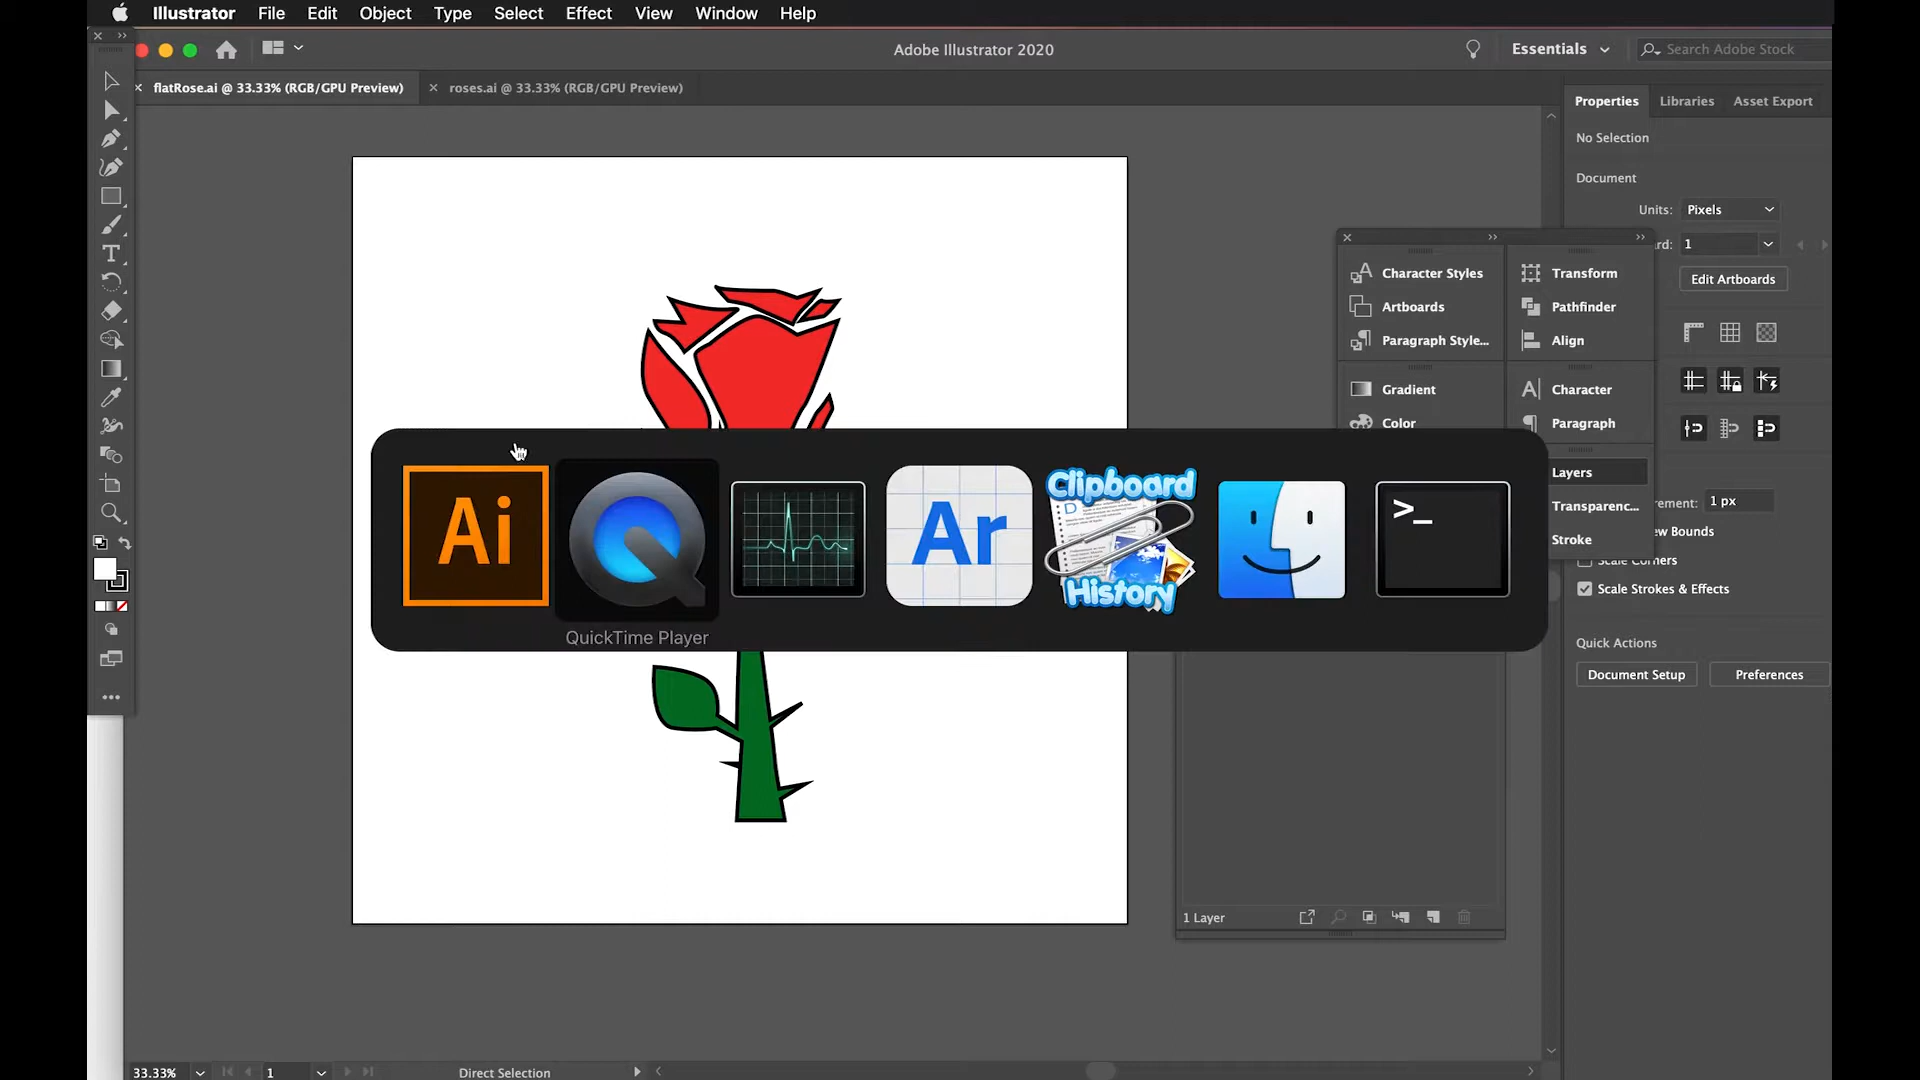 Illustrator File Edit Object Type Select Effect View Window Help
Adobe Illustrator 2020
Essentials
Search Adobe Stock
flatRose.ai @ 33.33% (RGB/GPU Preview)
roses.ai @ 33.33% (RGB/GPU Preview)
Properties Libraries Asset Export
No Selection
Document
Units: Pixels
1
Edit Artboards
Character Styles
Artboards
Paragraph Style...
Gradient
Color
Transform
Pathfinder
Align
Character
Paragraph
Layers
Transparenc...
Stroke
1 px
Scale Corners
Scale Strokes & Effects
Quick Actions
Document Setup
Preferences
Ai
Ar
Clipboard
History
>_
QuickTime Player
1 Layer
33.33%
1
Direct Selection